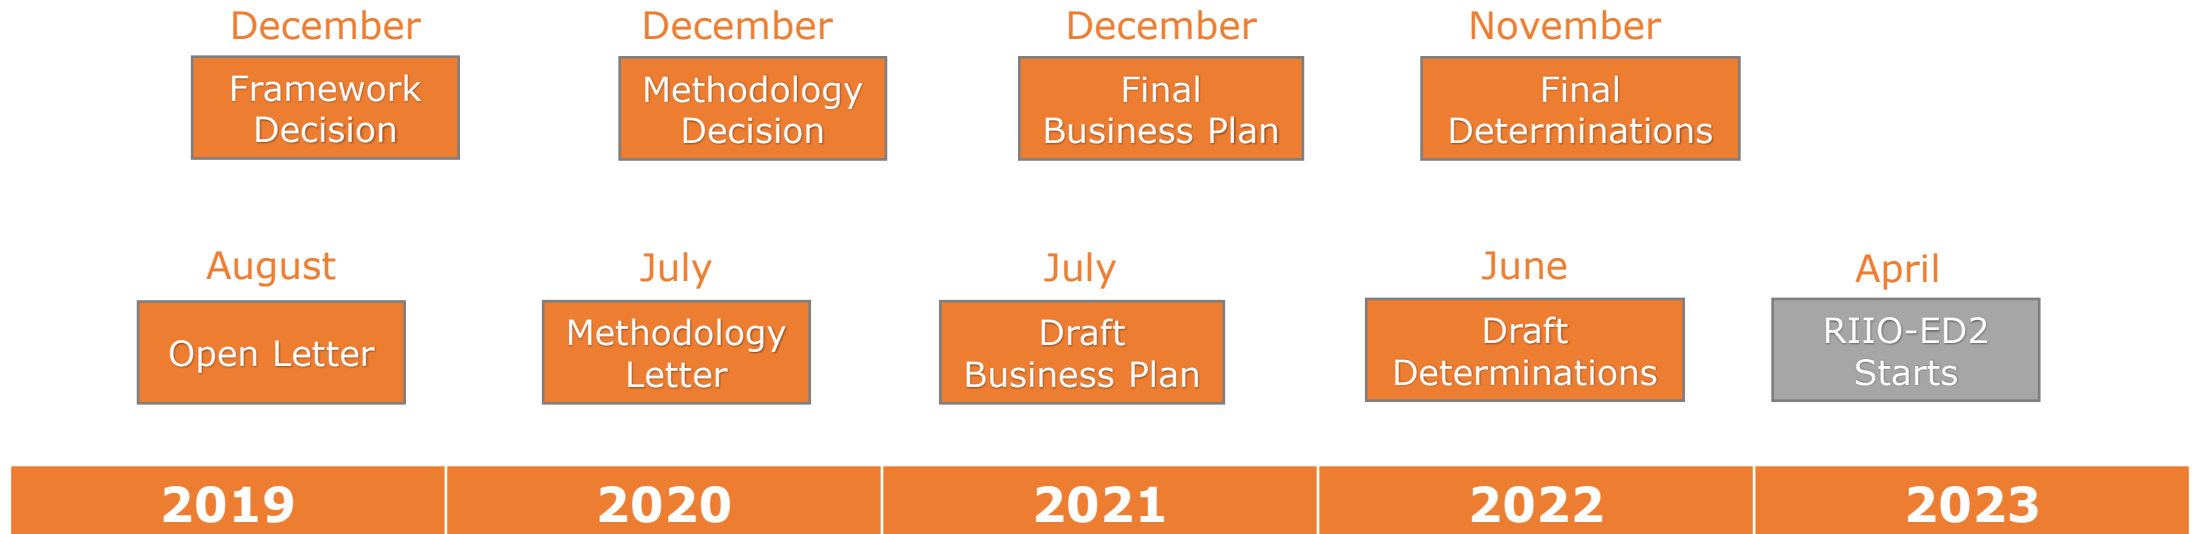 December
Framework
Decision
December
Methodology
Decision
December
Final
Business Plan
November
Final
Determinations
August
Open Letter
July
Methodology
Letter
July
Draft
Business Plan
June
Draft
Determinations
April
RIIO-ED2
Starts
2019
2020
2021
2022
2023